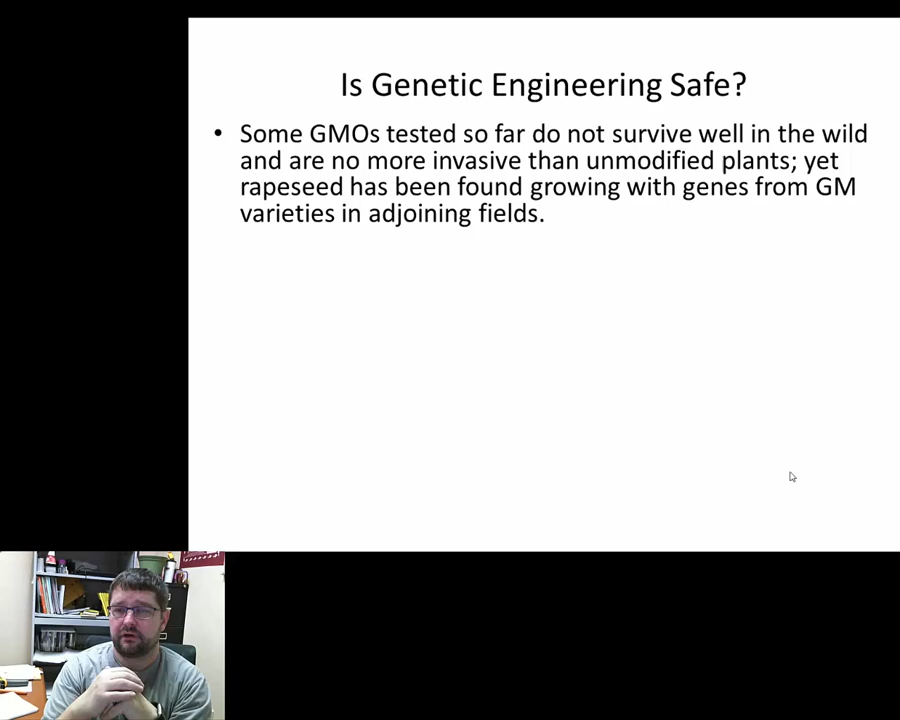 Is Genetic Engineering Safe?
• Some GMOs tested so far do not survive well in the wild
and are no more invasive than unmodified plants; yet
rapeseed has been found growing with genes from GM
varieties in adjoining fields.